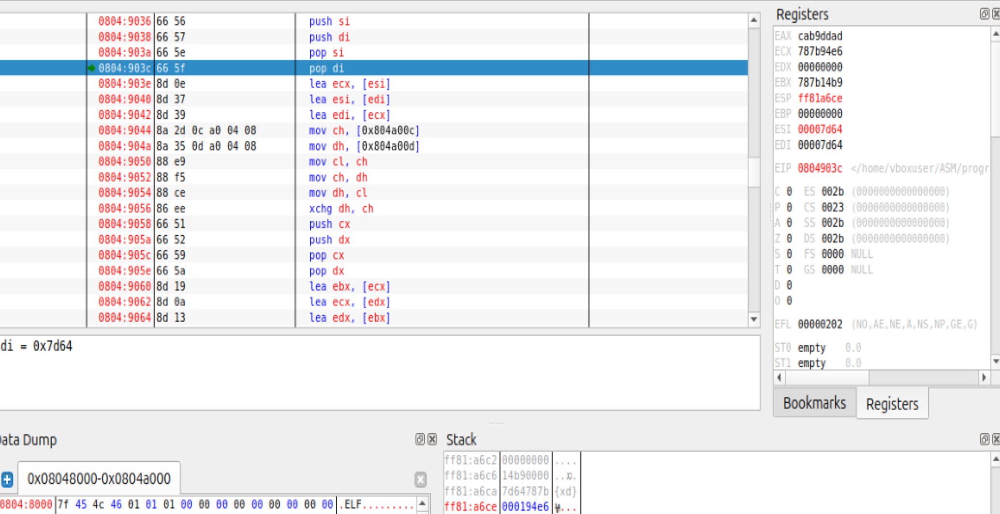 0804:9036 66 56 push si
0804:9038 66 57 push di
0804:903a 66 5e pop si
0804:903c 66 5f pop di
0804:903e 8d 0e lea ecx, [esi]
0804:9040 8d 37 lea esi, [edi]
0804:9042 8d 39 lea edi, [ecx]
0804:9044 8a 2d 0c a0 04 08 mov ch, [0x804a00c]
0804:904a 8a 35 0d a0 04 08 mov dh, [0x804a00d]
0804:9050 88 e9 mov cl, ch
0804:9052 88 f5 mov ch, dh
0804:9054 88 ce mov dh, cl
0804:9056 86 ee xchg dh, ch
0804:9058 66 51 push cx
0804:905a 66 52 push dx
0804:905c 66 59 pop cx
0804:905e 66 5a pop dx
0804:9060 8d 19 lea ebx, [ecx]
0804:9062 8d 0a lea ecx, [edx]
0804:9064 8d 13 lea edx, [ebx]
di = 0x7d64
Registers
EAX cab9ddad
ECX 787b94e6
EDX 00000000
EBX 787b14b9
ESP ff81a6ce
EBP 00000000
ESI 00007d64
EDI 00007d64
EIP 0804903c </home/vboxuser/ASM/progr
C 0 ES 002b (0000000000000000)
P 0 CS 0023 (0000000000000000)
A 0 SS 002b (0000000000000000)
Z 0 DS 002b (0000000000000000)
S 0 FS 0000 NULL
T 0 GS 0000 NULL
D 0
O 0
EFL 00000202 (NO,AE,NE,A,NS,NP,GE,G)
ST0 empty 0.0
ST1 empty 0.0
Bookmarks Registers
ata Dump
0x08048000-0x0804a000
0804:8000 7f 45 4c 46 01 01 01 00 00 00 00 00 00 00 00 00 .ELF.........
Stack
ff81:a6c2 00000000 ....
ff81:a6c6 14b90000
ff81:a6ca 7d64787b {xd}
ff81:a6ce 000194e6